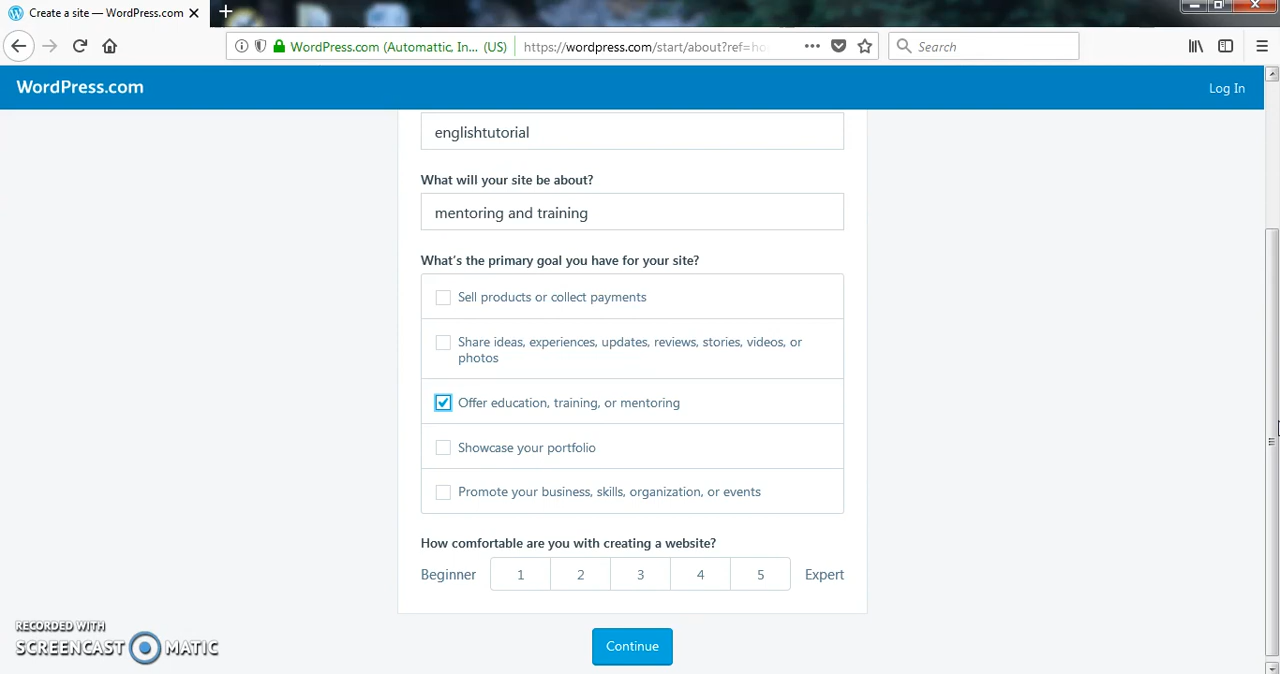 Create a site — WordPress.com
WordPress.com (Automattic, In... (US)
https://wordpress.com/start/about?ref=ho
Search
WordPress.com
Log In
englishtutorial
What will your site be about?
mentoring and training
What's the primary goal you have for your site?
Sell products or collect payments
Share ideas, experiences, updates, reviews, stories, videos, or
photos
Offer education, training, or mentoring
Showcase your portfolio
Promote your business, skills, organization, or events
How comfortable are you with creating a website?
Beginner 1 2 3 4 5 Expert
RECORDED WITH
SCREENCAST MATIC
Continue